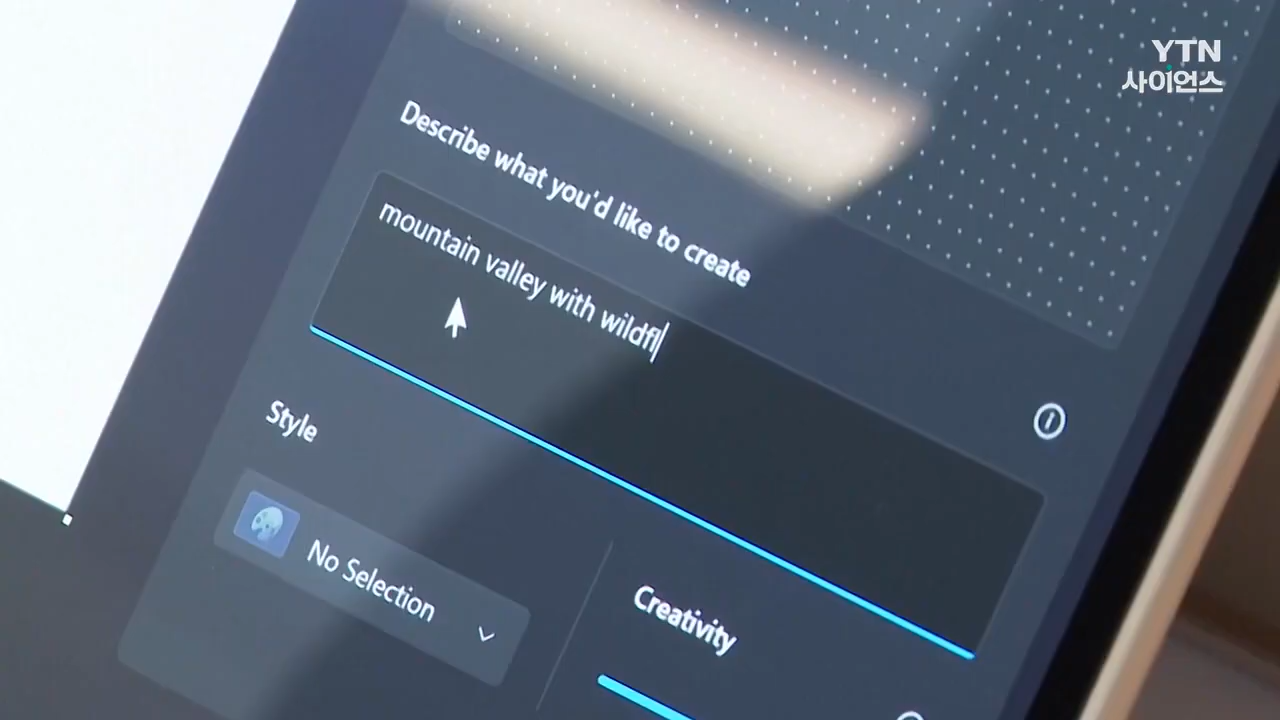 YTN
사이언스
Describe what you'd like to create
mountain valley with wildfl
Style
No Selection
Creativity